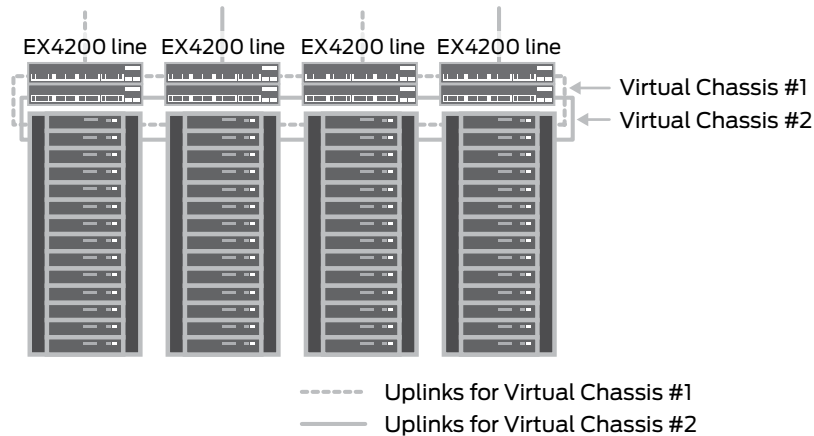 EX4200 line EX4200 line EX4200 line EX4200 line
Virtual Chassis #1
Virtual Chassis #2
Uplinks for Virtual Chassis #1
Uplinks for Virtual Chassis #2